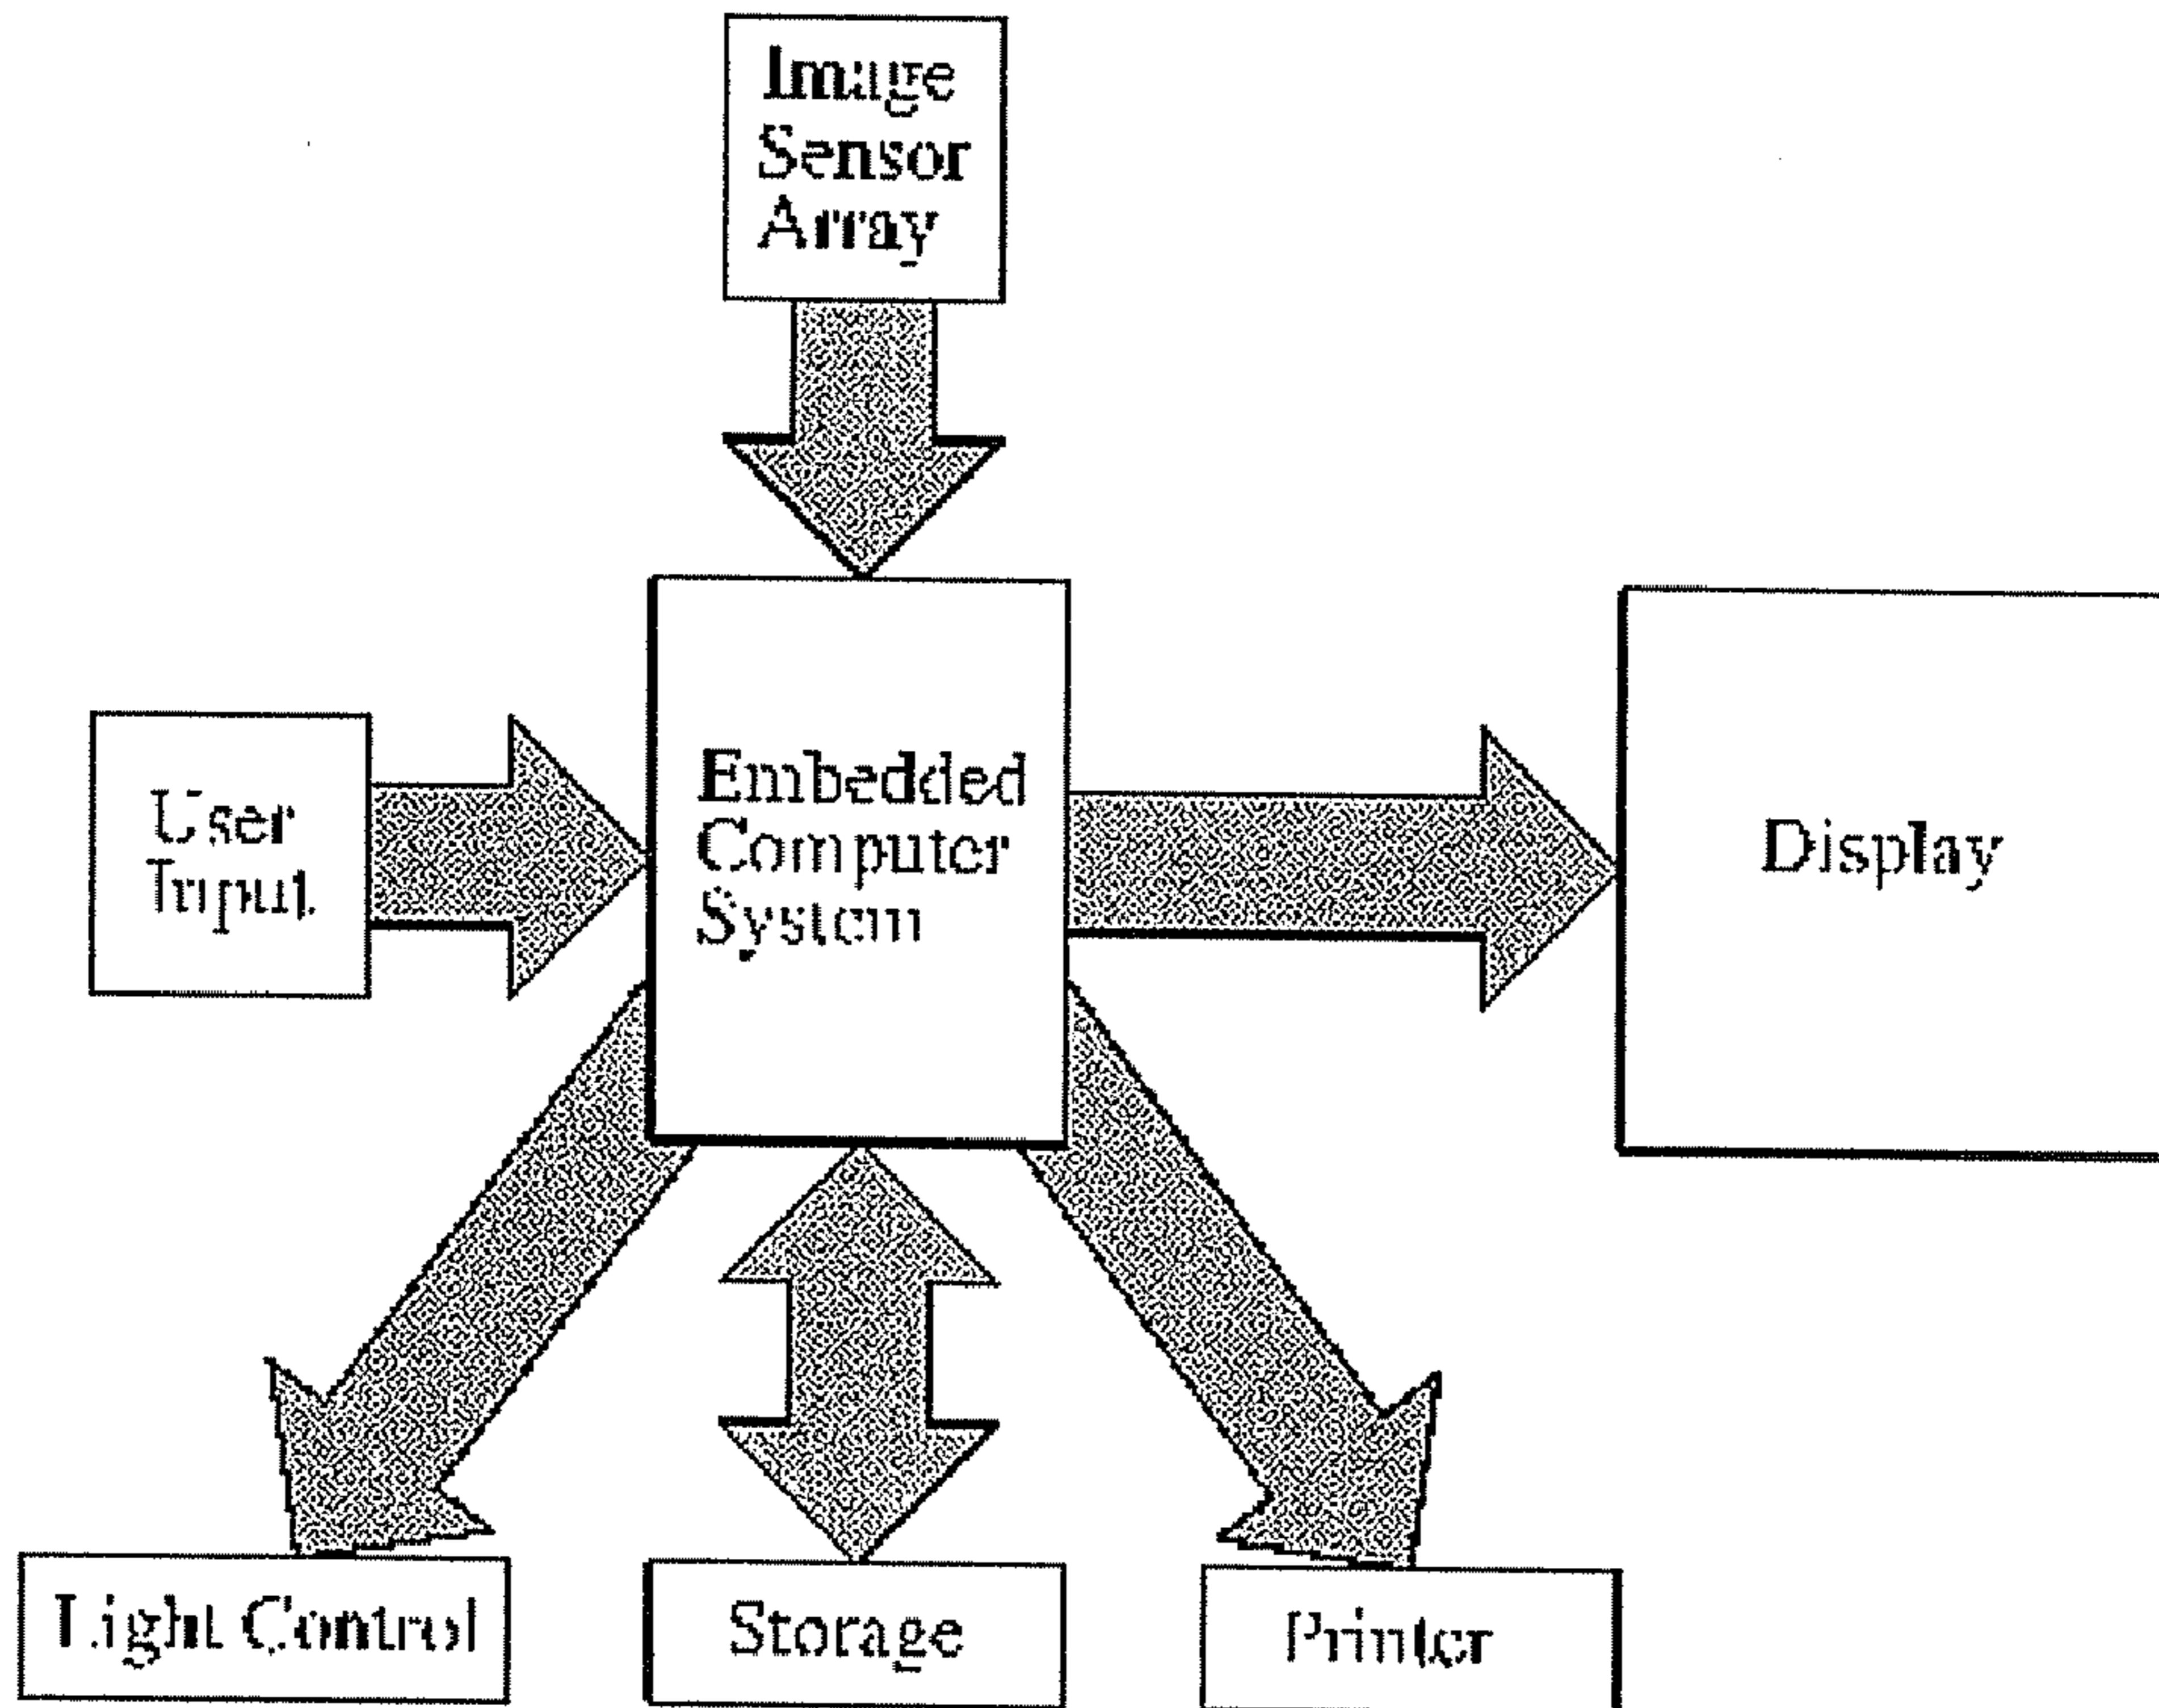 Image
Sensor
Array
User
Input
Embedded
Computer
System
Display
Light Control
Storage
Printer